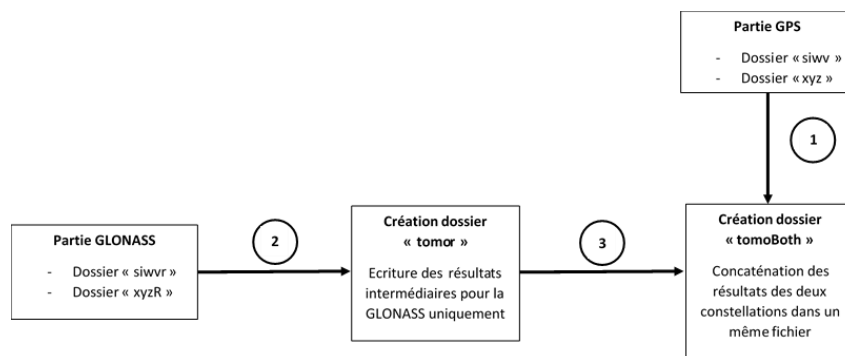 Partie GPS
- Dossier « siwv »
- Dossier « xyz »
1
Partie GLONASS
- Dossier « siwvr»
- Dossier « xyzR »
2
Création dossier
« tomor »
Ecriture des résultats
intermédiaires pour la
GLONASS uniquement
3
Création dossier
« tomoBoth »
Concaténation des
résultats des deux
constellations dans un
même fichier